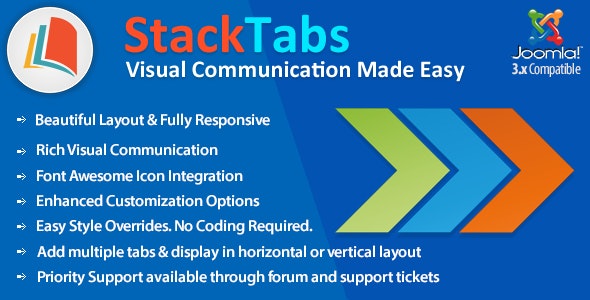 StackTabs
Visual Communication Made Easy
Joomla!™
3.x Compatible
Beautiful Layout & Fully Responsive
Rich Visual Communication
Font Awesome Icon Integration
Enhanced Customization Options
Easy Style Overrides. No Coding Required.
Add multiple tabs & display in horizontal or vertical layout
Priority Support available through forum and support tickets